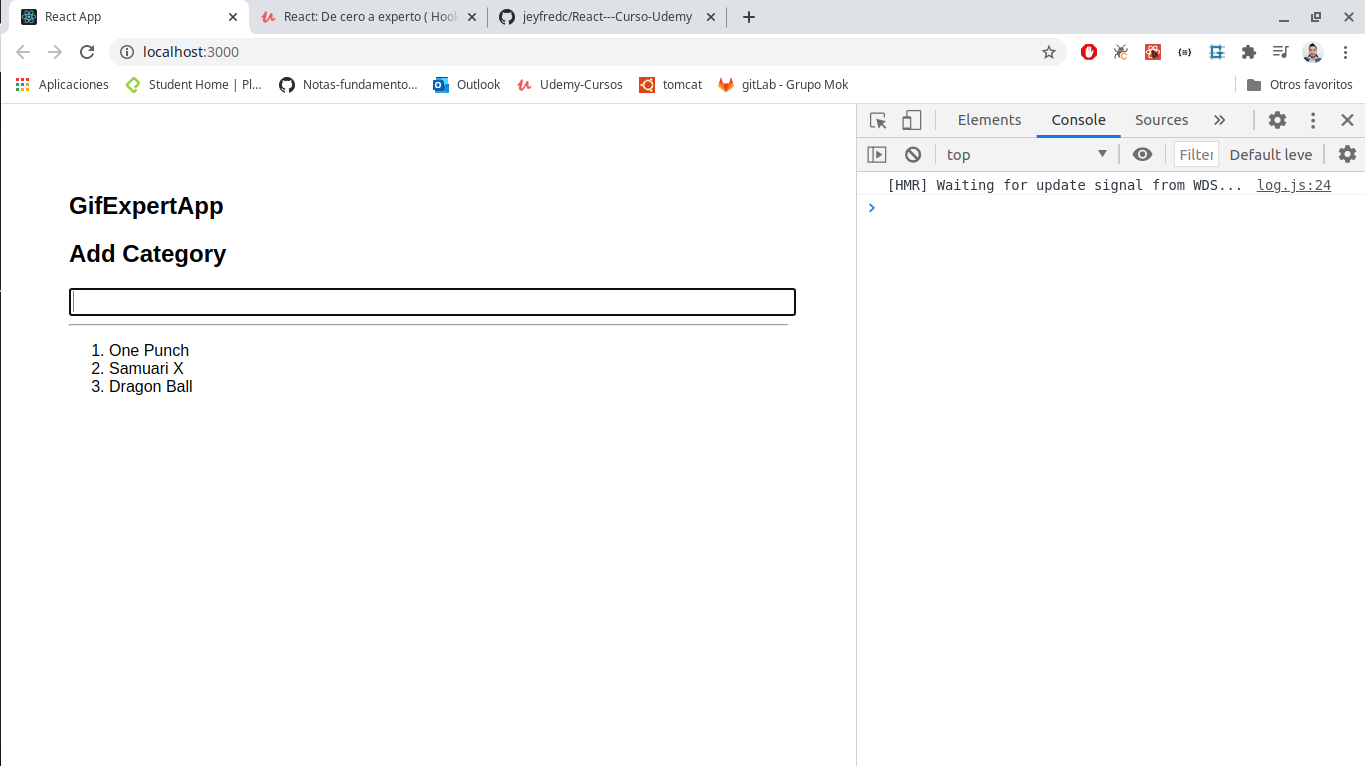 React App
React: De cero a experto ( Hook
jeyfredc/React---Curso-Udemy
localhost:3000
Aplicaciones
Student Home | Pl...
Notas-fundamento...
Outlook
Udemy-Cursos
tomcat
gitLab - Grupo Mok
Otros favoritos
Elements
Console
Sources
top
Filter
Default leve
[HMR] Waiting for update signal from WDS...
log.js:24
GifExpertApp
Add Category
1. One Punch
2. Samuari X
3. Dragon Ball